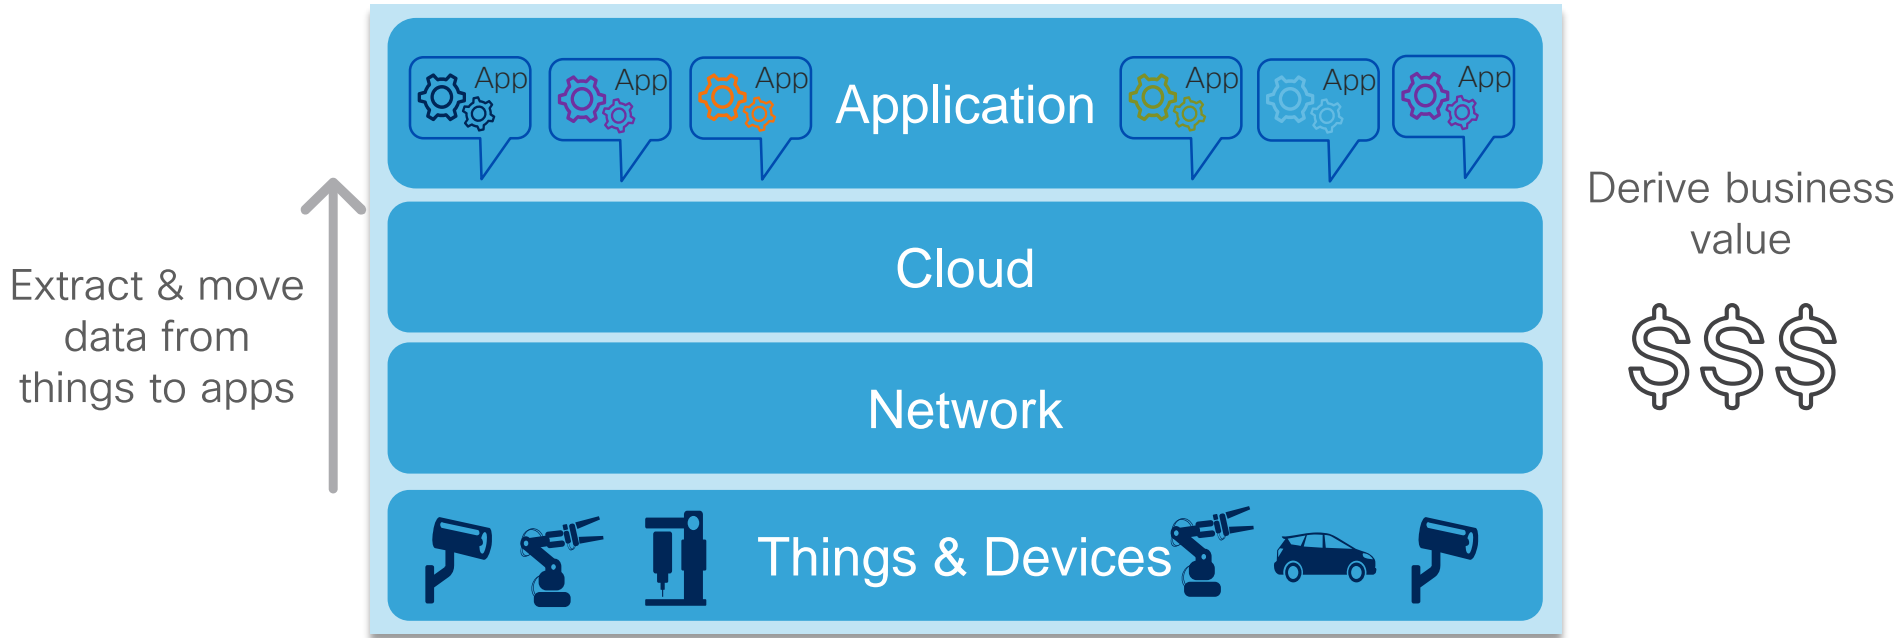 App
App
App
Application
App
App
App
Cloud
Network
Things & Devices
Extract & move
data from
things to apps
Derive business
value
$$$